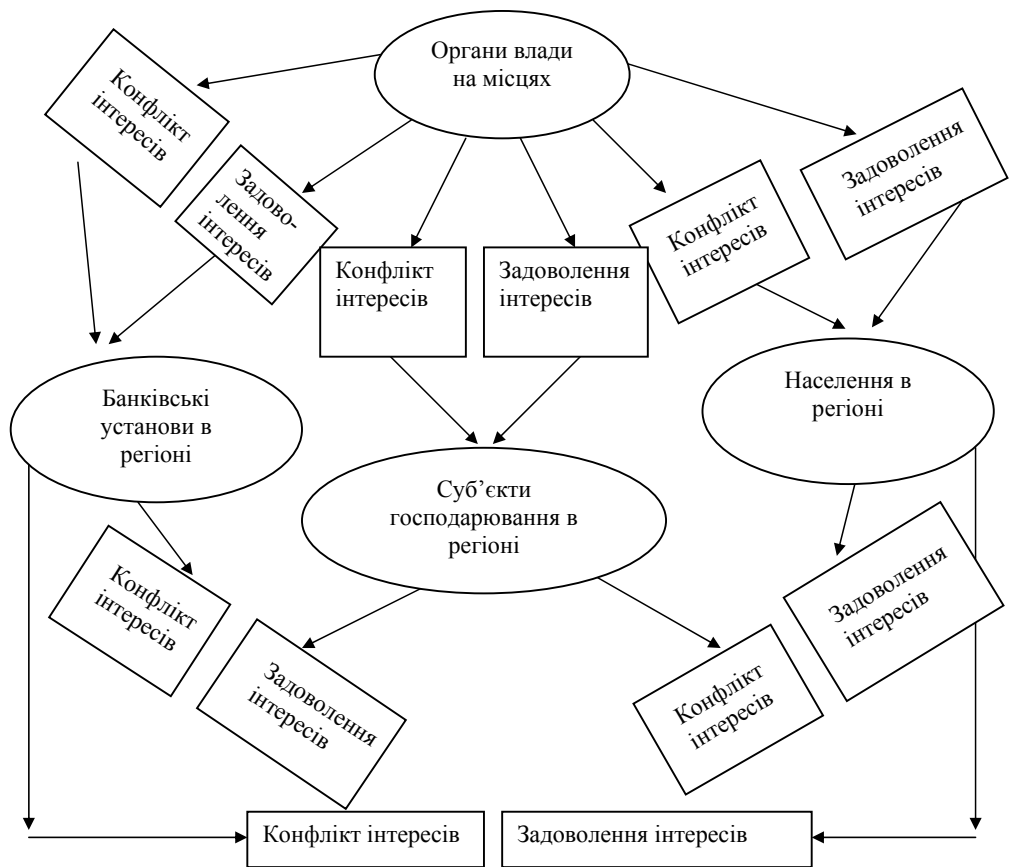 Органи влади
на місцях
Конфлікт
інтересів
Задово-
лення
інтересів
Конфлікт
інтересів
Задоволення
інтересів
Конфлікт
інтересів
Задоволення
інтересів
Банківські
установи в
регіоні
Суб’єкти
господарювання в
регіоні
Населення в
регіоні
Конфлікт
інтересів
Задоволення
інтересів
Конфлікт
інтересів
Задоволення
інтересів
Конфлікт інтересів
Задоволення інтересів